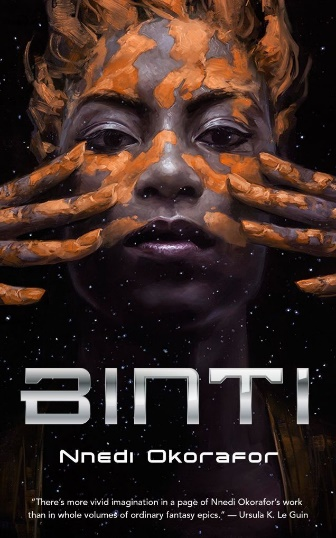 BINTI
Nnedi Okorafor
“There’s more vivid imagination in a page of Nnedi Okorafor’s work
than in whole volumes of ordinary fantasy epics.” — Ursula K. Le Guin